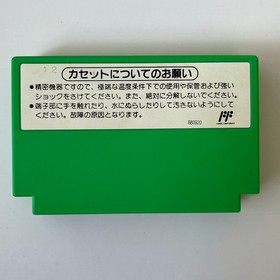 12
カセットについてのお願い
●精密機器ですので、極端な温度条件下での使用や保管および強い
ショックをさけてください。また、絶対に分解しないでください。
●端子部に手を触れたり、水にぬらしたりして汚さないようにして
ください。故障の原因となります。
880920